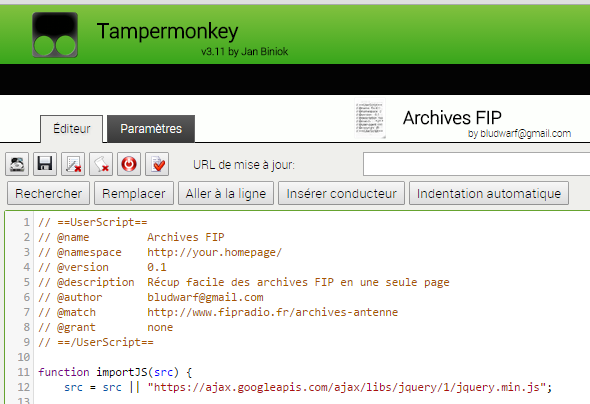 Tampermonkey
v3.11 by Jan Biniok
Éditeur
Paramètres
Archives FIP
by bludwarf@gmail.com
URL de mise à jour:
Rechercher
Remplacer
Aller à la ligne
Insérer conducteur
Indentation automatique
1 // ==UserScript==
2 // @name Archives FIP
3 // @namespace http://your.homepage/
4 // @version 0.1
5 // @description Récup facile des archives FIP en une seule page
6 // @author bludwarf@gmail.com
7 // @match http://www.fipradio.fr/archives-antenne
8 // @grant none
9 // ==/UserScript==
10
11 function importJS(src) {
12 src = src || "https://ajax.googleapis.com/ajax/libs/jquery/1/jquery.min.js";
13